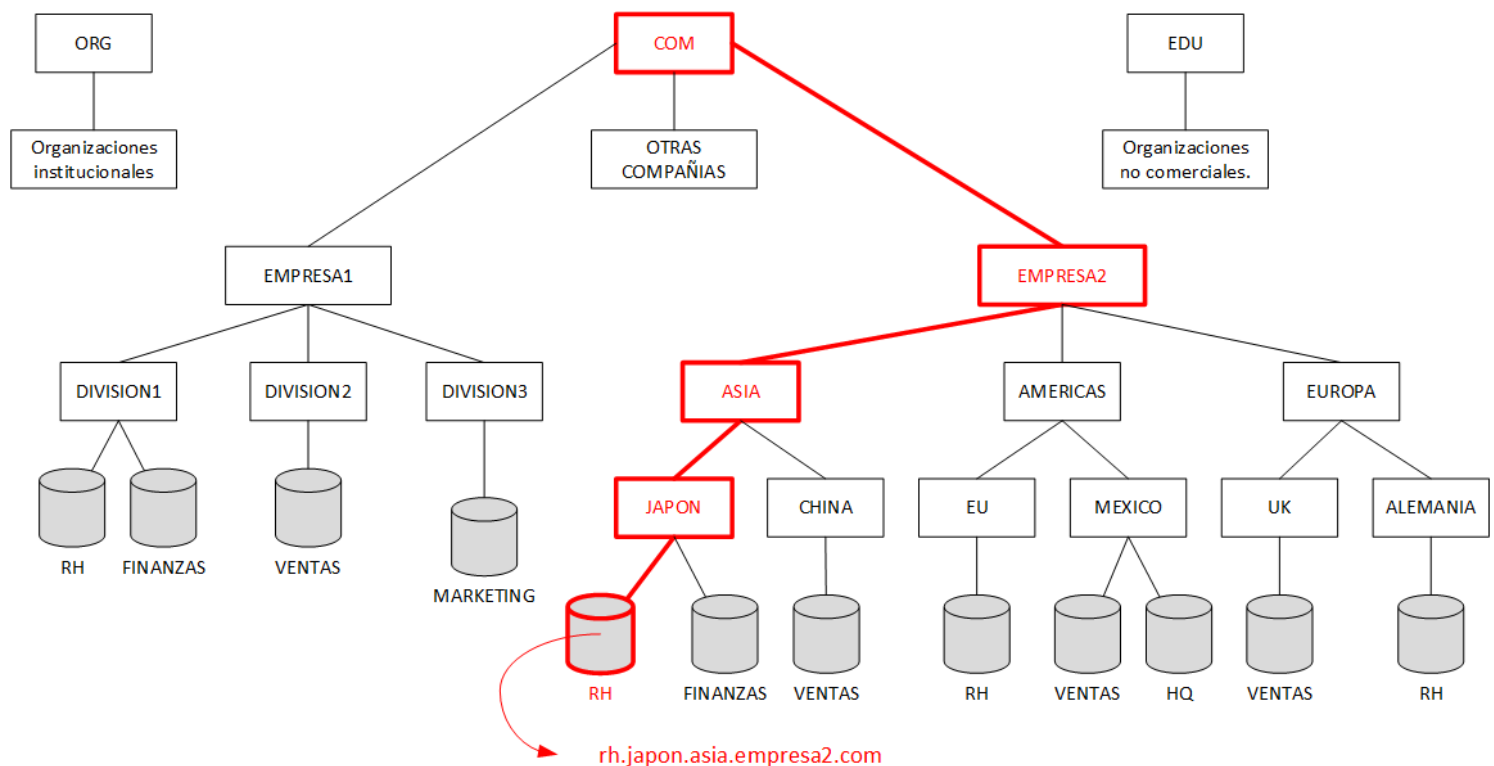 ORG
COM
EDU
Organizaciones
institucionales
OTRAS
COMPAÑIAS
Organizaciones
no comerciales.
EMPRESA1
EMPRESA2
DIVISION1
DIVISION2
DIVISION3
ASIA
AMERICAS
EUROPA
JAPON
CHINA
EU
MEXICO
UK
ALEMANIA
RH
FINANZAS
VENTAS
MARKETING
RH
FINANZAS
VENTAS
RH
VENTAS
HQ
VENTAS
RH
rh.japon.asia.empresa2.com